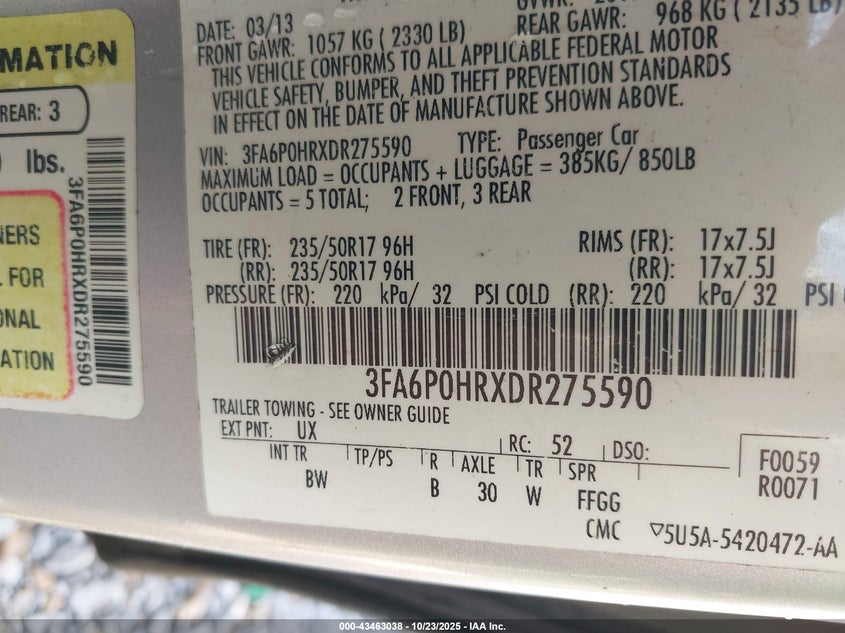 MATION
REAR: 3
lbs.
3FA6P0HRXDR275590
NERS
FOR
ONAL
ATION
DATE: 03/13
FRONT GAWR: 1057 KG ( 2330 LB)
REAR GAWR: 968 KG ( 2135 LB)
THIS VEHICLE CONFORMS TO ALL APPLICABLE FEDERAL MOTOR
VEHICLE SAFETY, BUMPER, AND THEFT PREVENTION STANDARDS
IN EFFECT ON THE DATE OF MANUFACTURE SHOWN ABOVE.
VIN: 3FA6P0HRXDR275590 TYPE: Passenger Car
MAXIMUM LOAD = OCCUPANTS + LUGGAGE = 385KG/ 850LB
OCCUPANTS = 5 TOTAL; 2 FRONT, 3 REAR
TIRE (FR): 235/50R17 96H RIMS (FR): 17x7.5J
(RR): 235/50R17 96H (RR): 17x7.5J
PRESSURE (FR): 220 kPa/ 32 PSI COLD (RR): 220 kPa/ 32 PSI
3FA6P0HRXDR275590
TRAILER TOWING - SEE OWNER GUIDE
EXT PNT: UX RC: 52 DSO:
INT TR TP/PS R AXLE TR SPR
BW B 30 W FFGG
CMC
F0059
R0071
▽5U5A-5420472-AA
000-43463038 - 10/23/2025 - IAA Inc.